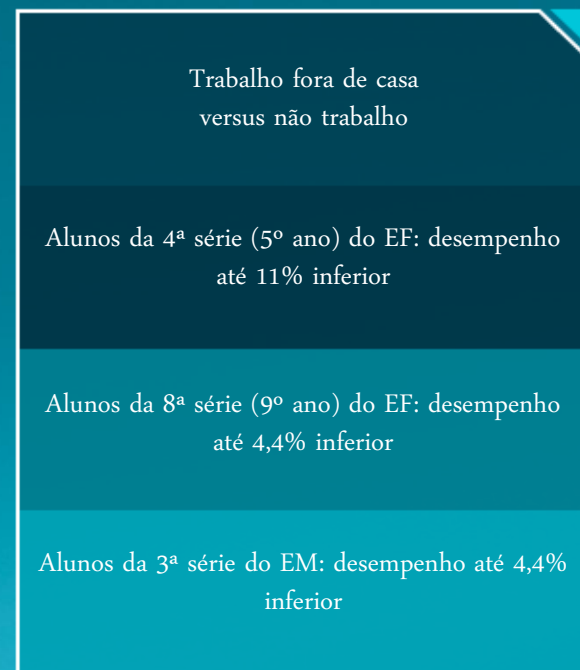 Trabalho fora de casa
versus não trabalho
Alunos da 4ª série (5º ano) do EF: desempenho
até 11% inferior
Alunos da 8ª série (9º ano) do EF: desempenho
até 4,4% inferior
Alunos da 3ª série do EM: desempenho até 4,4%
inferior